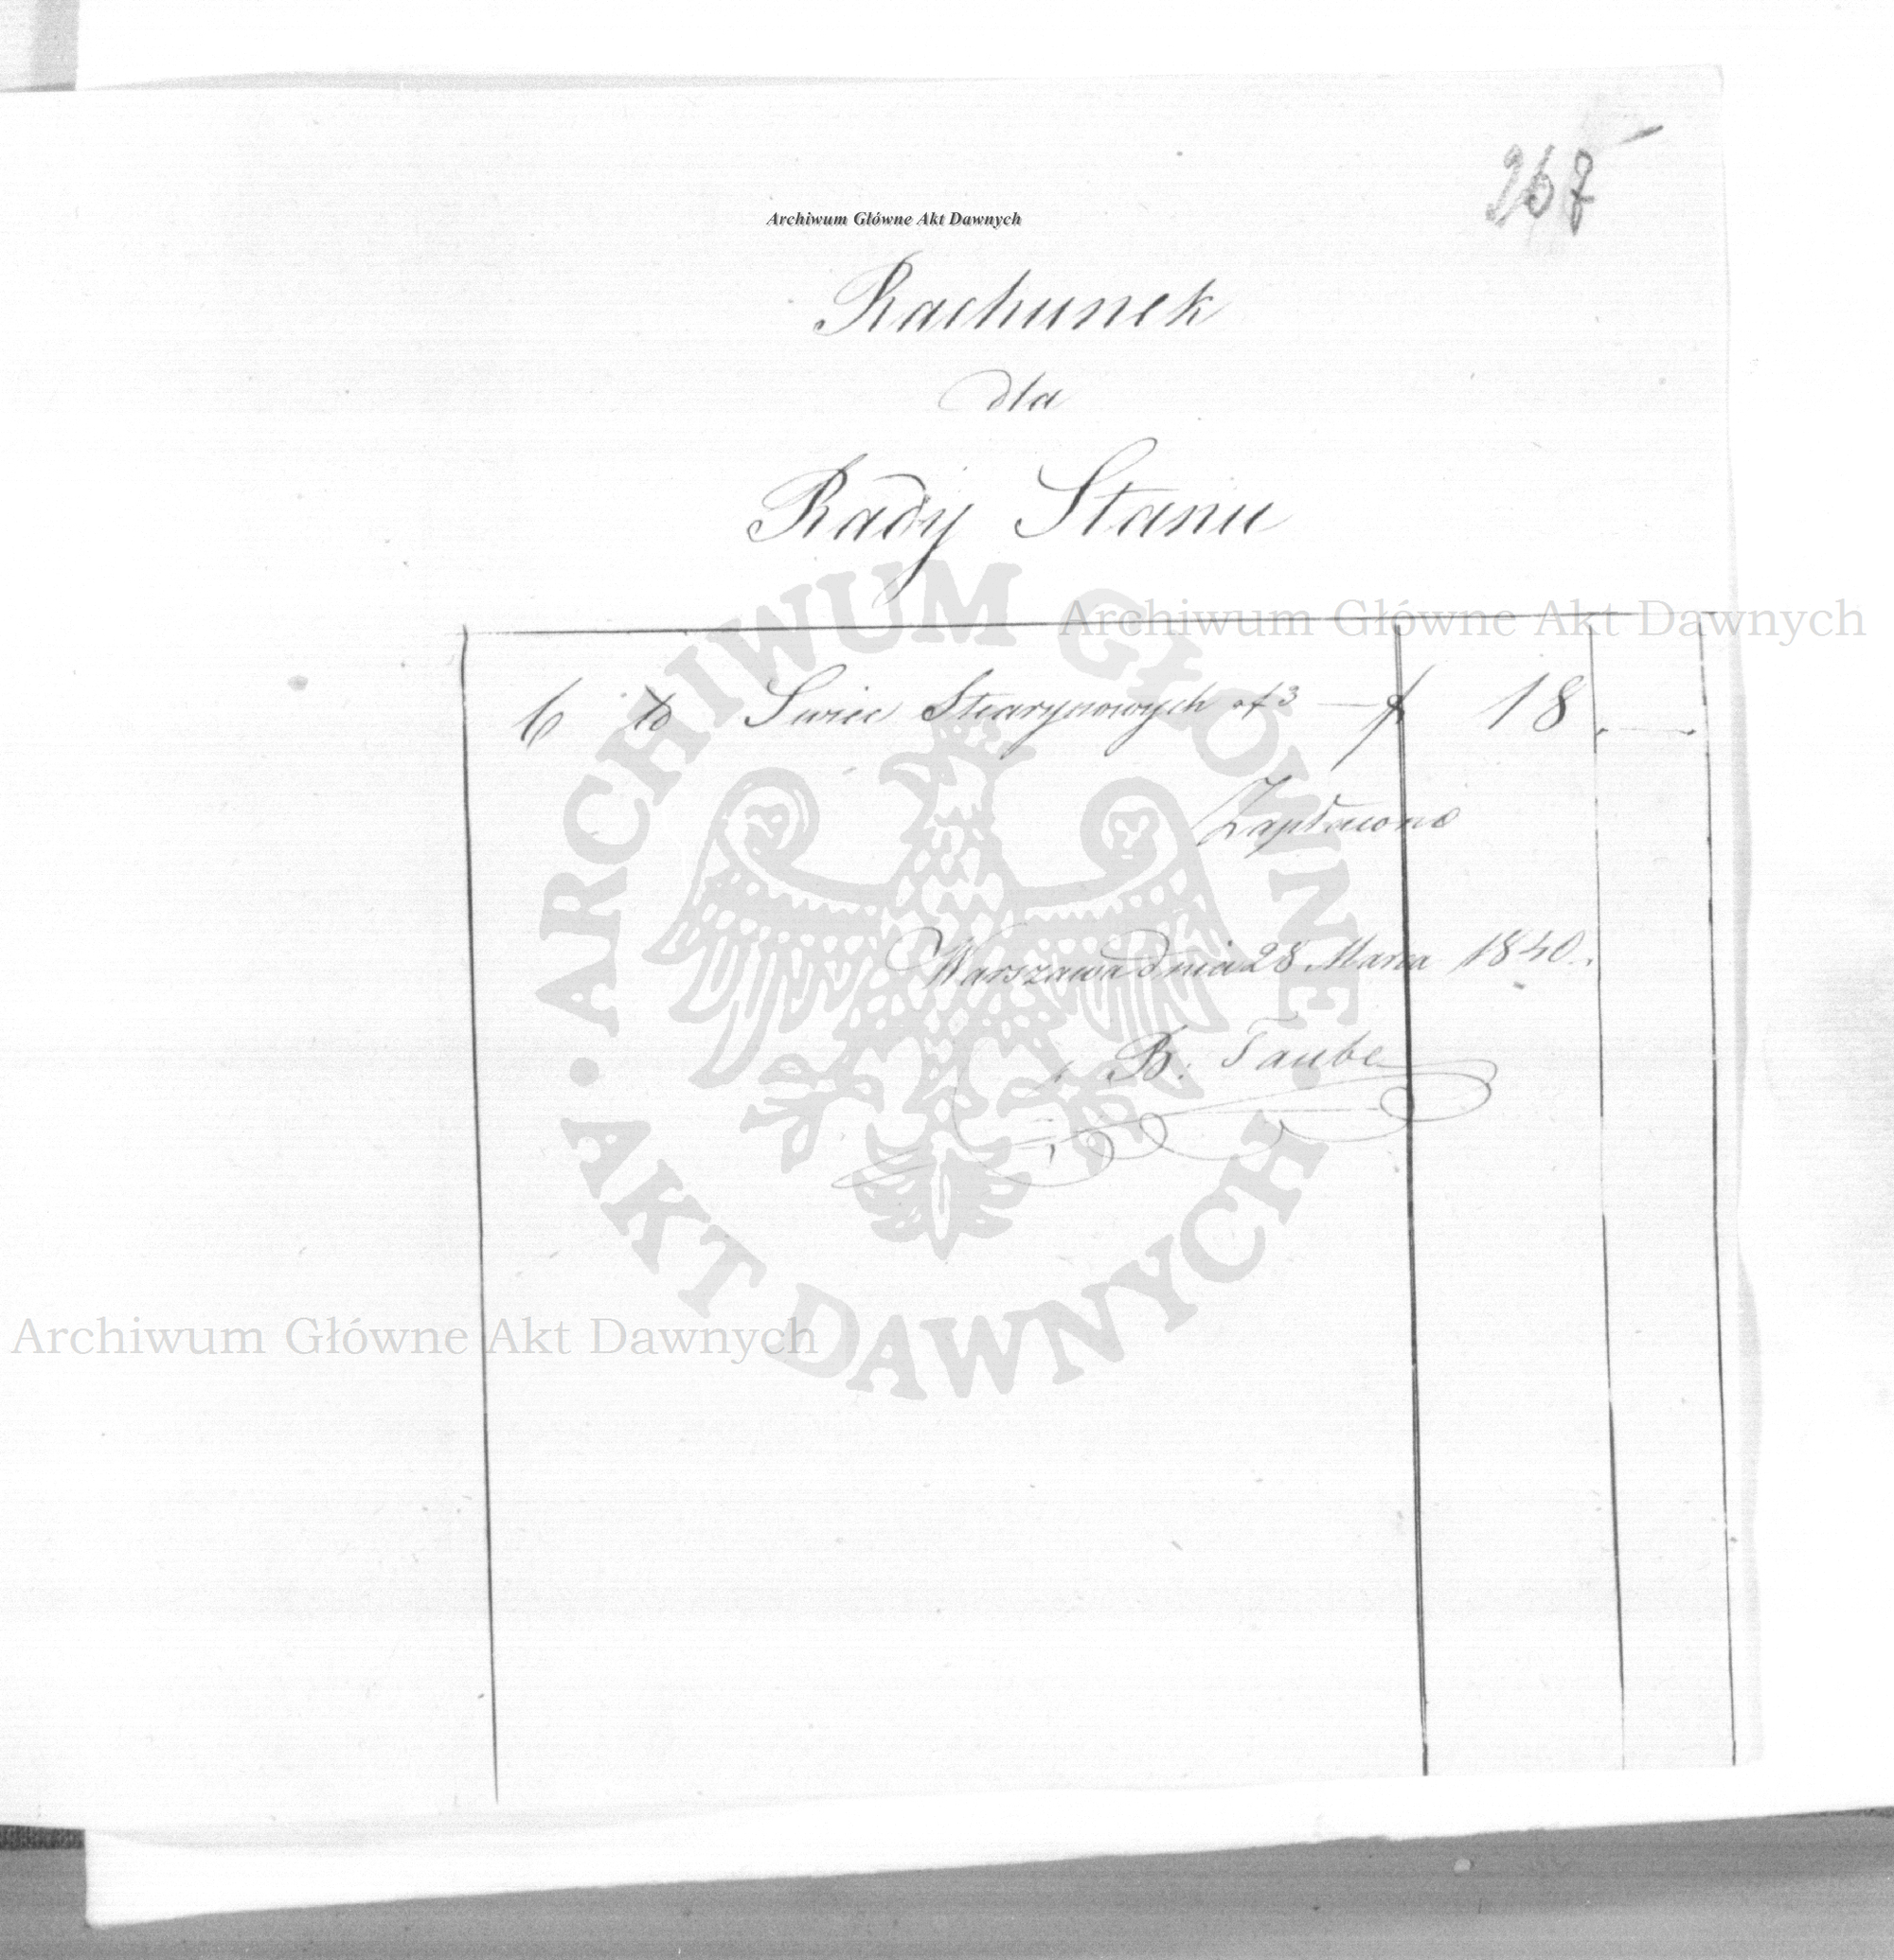 267
Archiwum Główne Akt Dawnych
Rachunek
dla
Rady Stanu
Archiwum Główne Akt Dawnych
6 ℔ Swiec Stearynowych af 3 — f 18 . — .
Zapłacono
Warszawa dnia 28 Marca 1840.
B. Taube
Archiwum Główne Akt Dawnych
ARCHIWUM GŁÓWNE • AKT DAWNYCH •